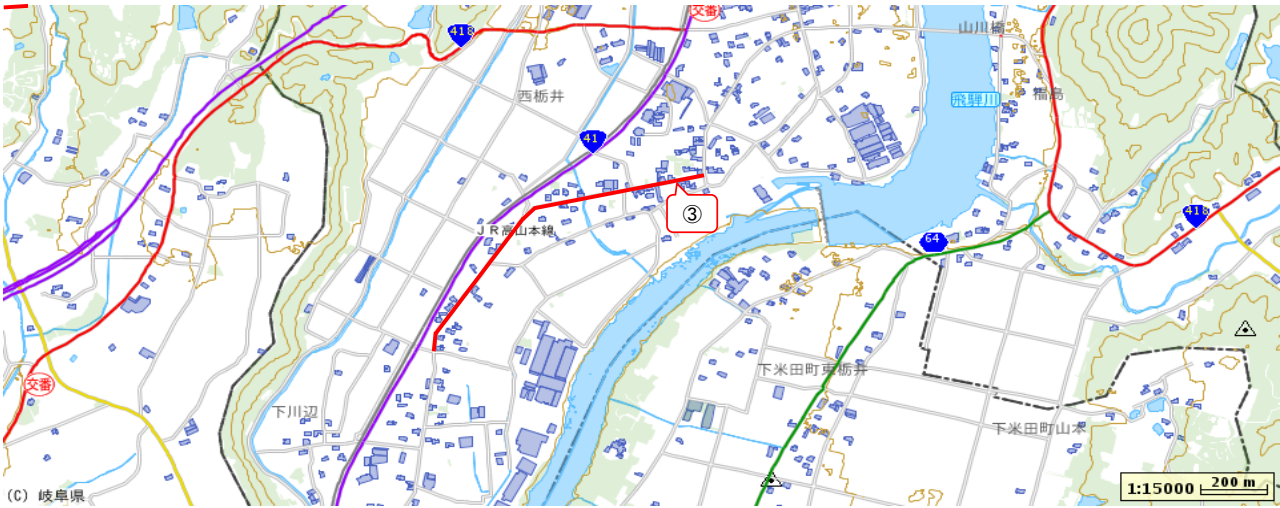 交番
418
山川橋
西栃井
飛騨川
福島
41
③
418
JR高山本線
64
交番
下米田町東栃井
下川辺
下米田町山本
(C) 岐阜県
1:15000 200 m